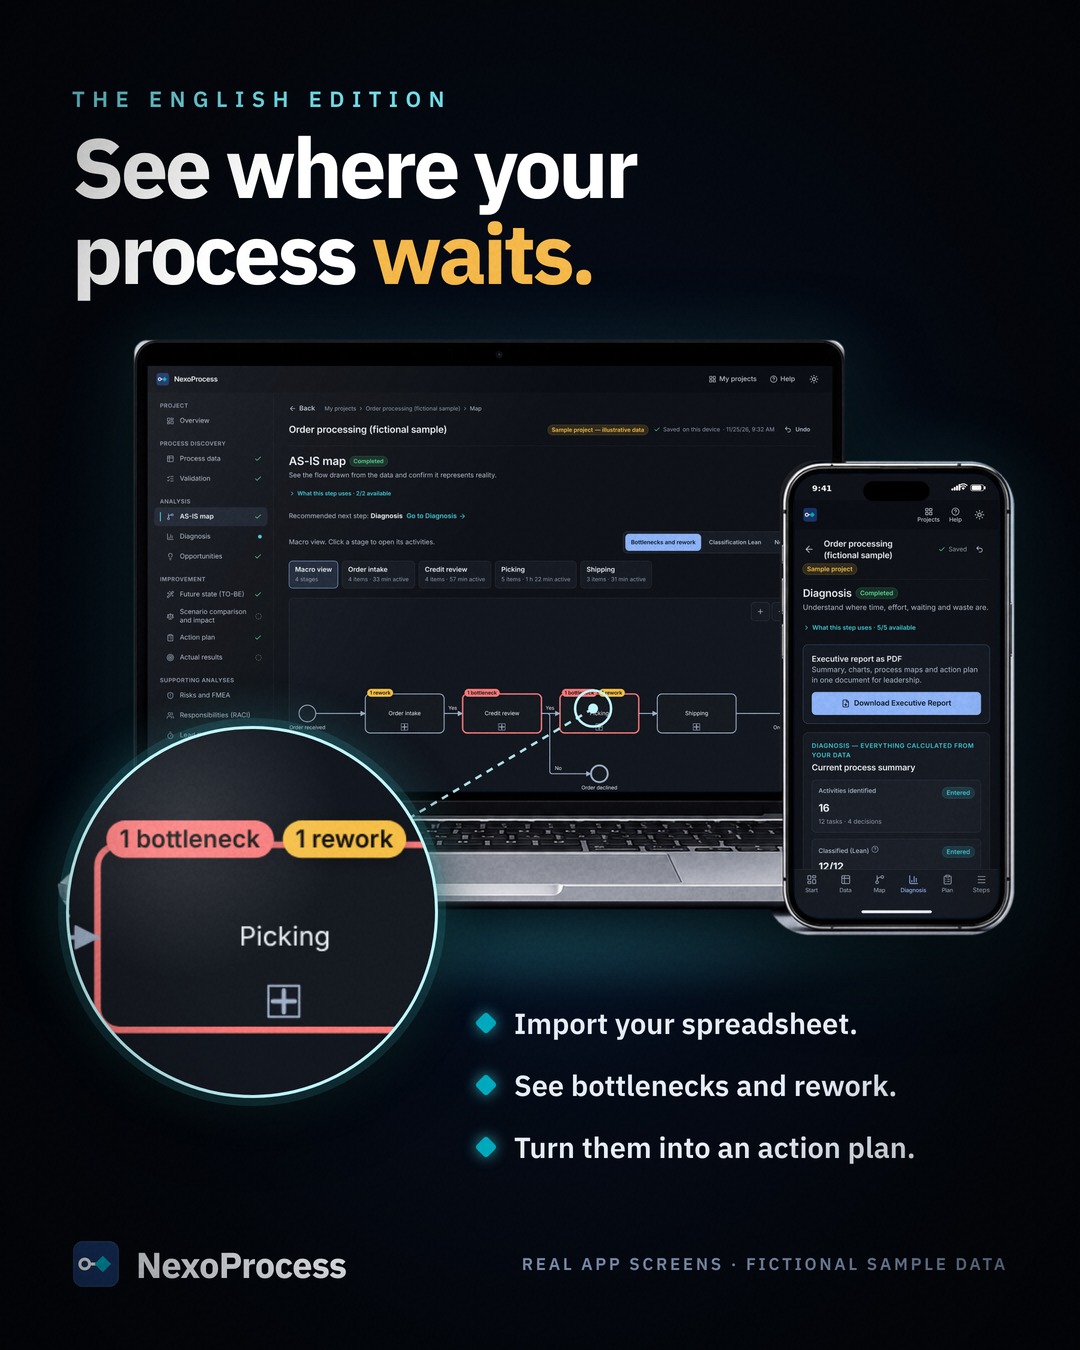 THE ENGLISH EDITION
See where your
process waits.
NexoProcess
My projects
Help
PROJECT
Overview
PROCESS DISCOVERY
Process data
Validation
ANALYSIS
AS-IS map
Diagnosis
Opportunities
IMPROVEMENT
Future state (TO-BE)
Scenario comparison
and impact
Action plan
Actual results
SUPPORTING ANALYSES
Risks and FMEA
Responsibilities (RACI)
Back
My projects > Order processing (fictional sample) > Map
Order processing (fictional sample)
Sample project — illustrative data
Saved on this device · 11/25/26, 9:32 AM
Undo
AS-IS map Completed
See the flow drawn from the data and confirm it represents reality.
What this step uses · 2/2 available
Recommended next step: Diagnosis Go to Diagnosis →
Macro view. Click a stage to open its activities.
Bottlenecks and rework
Classification Lean
Macro view
4 stages
Order intake
4 items · 33 min active
Credit review
4 items · 57 min active
Picking
5 items · 1 h 22 min active
Shipping
3 items · 31 min active
Order received
1 rework
Order intake
Yes
1 bottleneck
Credit review
Yes
No
Order declined
Shipping
9:41
Projects
Help
Order processing
(fictional sample)
Saved
Sample project
Diagnosis Completed
Understand where time, effort, waiting and waste are.
What this step uses · 5/5 available
Executive report as PDF
Summary, charts, process maps and action plan
in one document for leadership.
Download Executive Report
DIAGNOSIS — EVERYTHING CALCULATED FROM
YOUR DATA
Current process summary
Activities identified
Entered
16
12 tasks · 4 decisions
Classified (Lean)
Entered
12/12
Start
Data
Map
Diagnosis
Plan
Steps
1 bottleneck
1 rework
Picking
Import your spreadsheet.
See bottlenecks and rework.
Turn them into an action plan.
NexoProcess
REAL APP SCREENS · FICTIONAL SAMPLE DATA